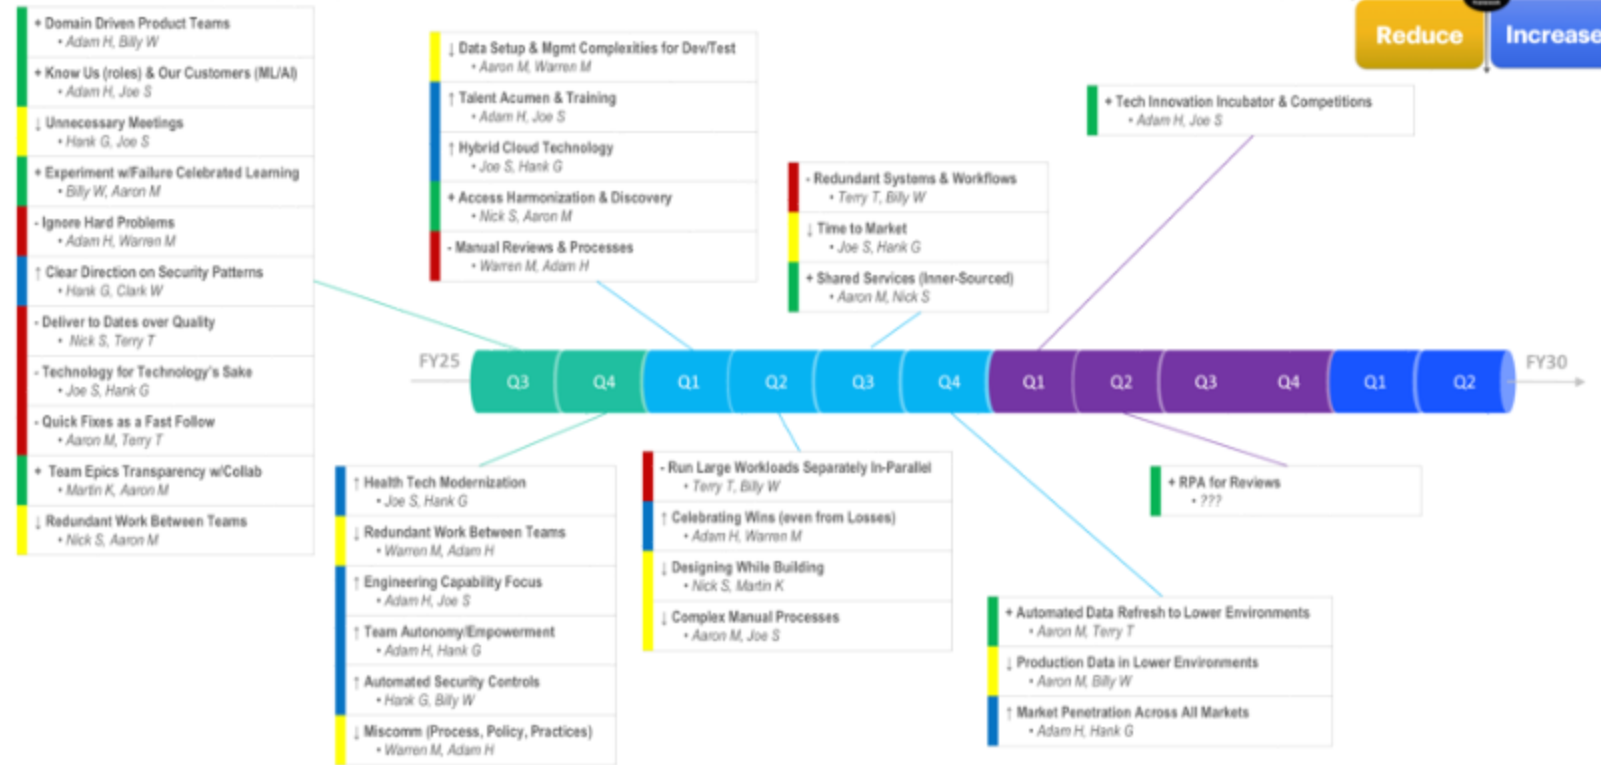 + Domain Driven Product Teams
• Adam H, Billy W
+ Know Us (roles) & Our Customers (ML/AI)
• Adam H, Joe S
↓ Unnecessary Meetings
• Hank G, Joe S
+ Experiment w/Failure Celebrated Learning
• Billy W, Aaron M
- Ignore Hard Problems
• Adam H, Warren M
↑ Clear Direction on Security Patterns
• Hank G, Clark W
- Deliver to Dates over Quality
• Nick S, Terry T
- Technology for Technology's Sake
• Joe S, Hank G
- Quick Fixes as a Fast Follow
• Aaron M, Terry T
+ Team Epics Transparency w/Collab
• Martin K, Aaron M
↓ Redundant Work Between Teams
• Nick S, Aaron M
↓ Data Setup & Mgmt Complexities for Dev/Test
• Aaron M, Warren M
↑ Talent Acumen & Training
• Adam H, Joe S
↑ Hybrid Cloud Technology
• Joe S, Hank G
+ Access Harmonization & Discovery
• Nick S, Aaron M
- Manual Reviews & Processes
• Warren M, Adam H
- Redundant Systems & Workflows
• Terry T, Billy W
↓ Time to Market
• Joe S, Hank G
+ Shared Services (Inner-Sourced)
• Aaron M, Nick S
+ Tech Innovation Incubator & Competitions
• Adam H, Joe S
Reduce
Increase
FY25
Q3
Q4
Q1
Q2
Q3
Q4
Q1
Q2
Q3
Q4
Q1
Q2
FY30
↑ Health Tech Modernization
• Joe S, Hank G
↓ Redundant Work Between Teams
• Warren M, Adam H
↑ Engineering Capability Focus
• Adam H, Joe S
↑ Team Autonomy/Empowerment
• Adam H, Hank G
↑ Automated Security Controls
• Hank G, Billy W
↓ Miscomm (Process, Policy, Practices)
• Warren M, Adam H
- Run Large Workloads Separately In-Parallel
• Terry T, Billy W
↑ Celebrating Wins (even from Losses)
• Adam H, Warren M
↓ Designing While Building
• Nick S, Martin K
↓ Complex Manual Processes
• Aaron M, Joe S
+ Automated Data Refresh to Lower Environments
• Aaron M, Terry T
↓ Production Data in Lower Environments
• Aaron M, Billy W
↑ Market Penetration Across All Markets
• Adam H, Hank G
+ RPA for Reviews
• ???